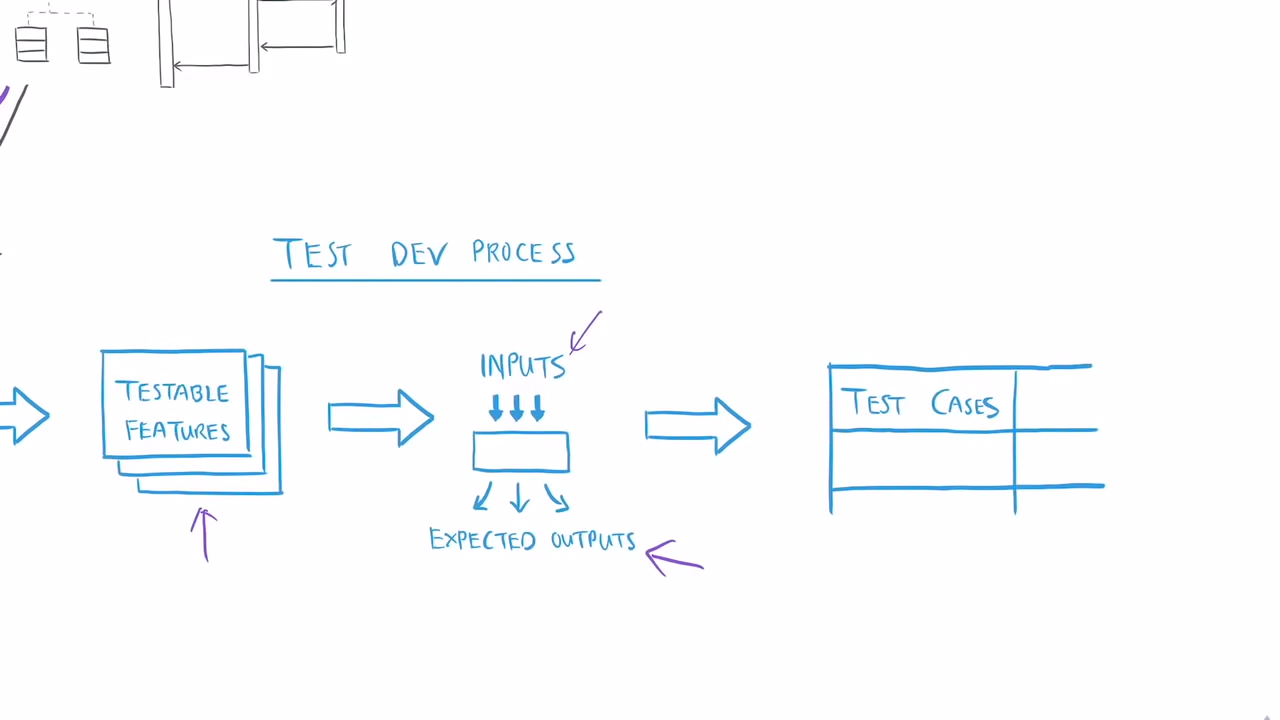 TEST DEV PROCESS
TESTABLE
FEATURES
INPUTS
EXPECTED OUTPUTS
TEST CASES